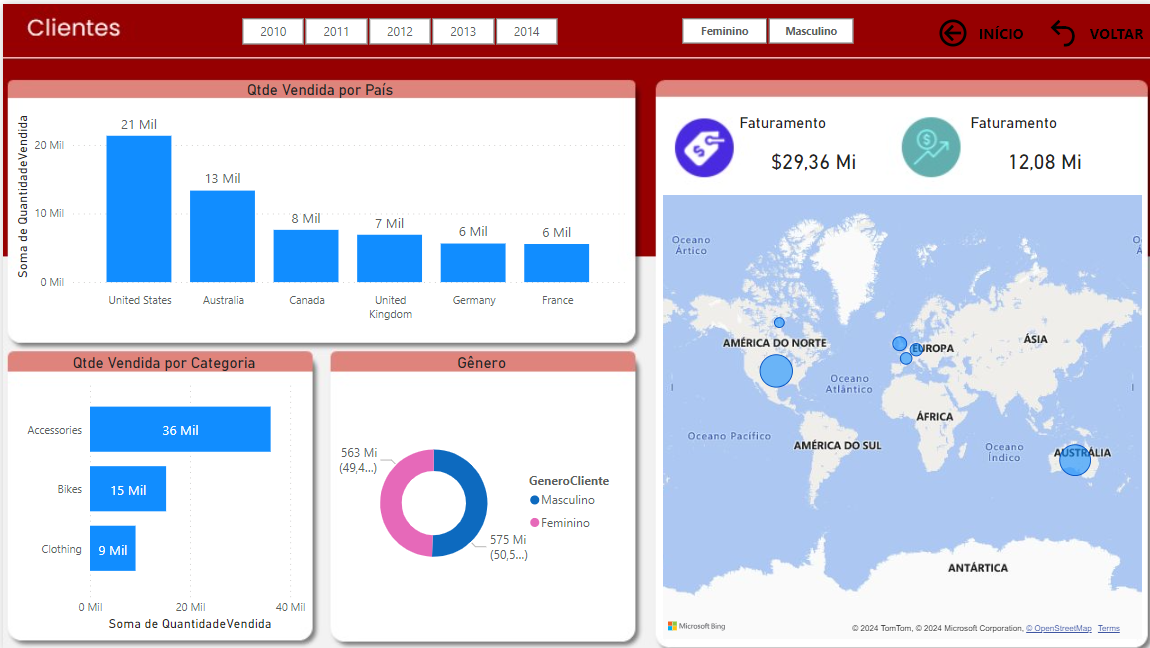 Clientes
2010
2011
2012
2013
2014
Feminino
Masculino
INÍCIO
VOLTAR
Qtde Vendida por País
Soma de QuantidadeVendida
20 Mil
10 Mil
0 Mil
21 Mil
13 Mil
8 Mil
7 Mil
6 Mil
6 Mil
United States
Australia
Canada
United
Kingdom
Germany
France
Qtde Vendida por Categoria
Accessories
36 Mil
Bikes
15 Mil
Clothing
9 Mil
0 Mil
20 Mil
40 Mil
Soma de QuantidadeVendida
Gênero
563 Mi
(49,4...)
575 Mi
(50,5...)
GeneroCliente
Masculino
Feminino
Faturamento
$29,36 Mi
Faturamento
12,08 Mi
Oceano
Ártico
AMÉRICA DO NORTE
EUROPA
ÁSIA
Oceano
Atlântico
ÁFRICA
Oceano Pacífico
AMÉRICA DO SUL
Oceano
Índico
AUSTRÁLIA
ANTÁRTICA
Microsoft Bing
© 2024 TomTom, © 2024 Microsoft Corporation, © OpenStreetMap Terms